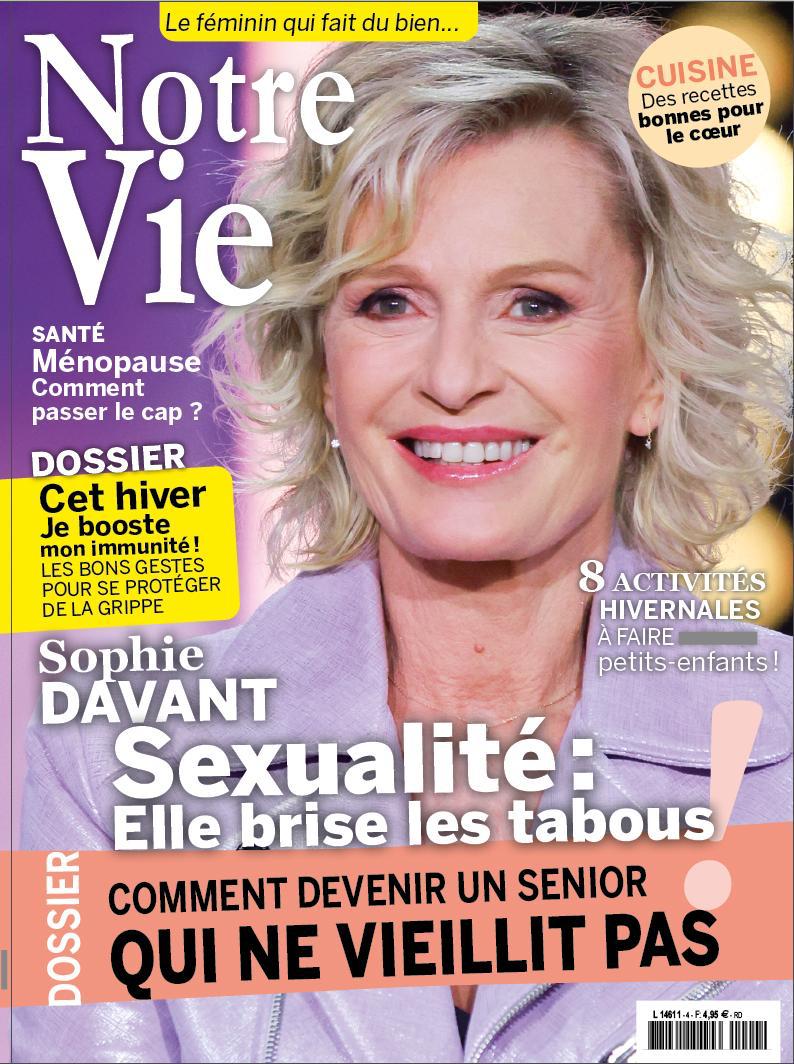 Le féminin qui fait du bien...
Notre
Vie
CUISINE
Des recettes
bonnes pour
le cœur
SANTÉ
Ménopause
Comment
passer le cap ?
DOSSIER
Cet hiver
Je booste
mon immunité !
LES BONS GESTES
POUR SE PROTÉGER
DE LA GRIPPE
8 ACTIVITÉS
HIVERNALES
À FAIRE
petits-enfants !
Sophie
DAVANT
Sexualité :
Elle brise les tabous !
DOSSIER
COMMENT DEVENIR UN SENIOR
QUI NE VIEILLIT PAS
L 14611 - 4 - F: 4,95 € - RD